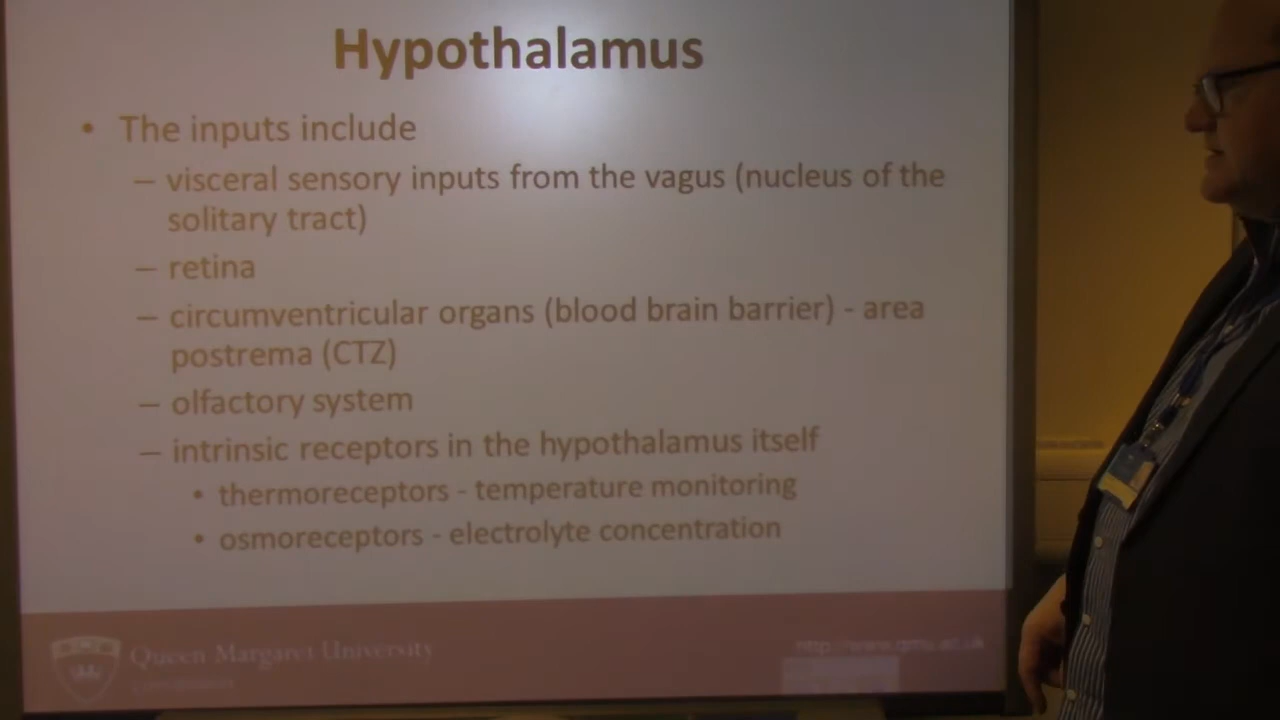 Hypothalamus
• The inputs include
– visceral sensory inputs from the vagus (nucleus of the
solitary tract)
– retina
– circumventricular organs (blood brain barrier) - area
postrema (CTZ)
– olfactory system
– intrinsic receptors in the hypothalamus itself
• thermoreceptors - temperature monitoring
• osmoreceptors - electrolyte concentration
Queen Margaret University